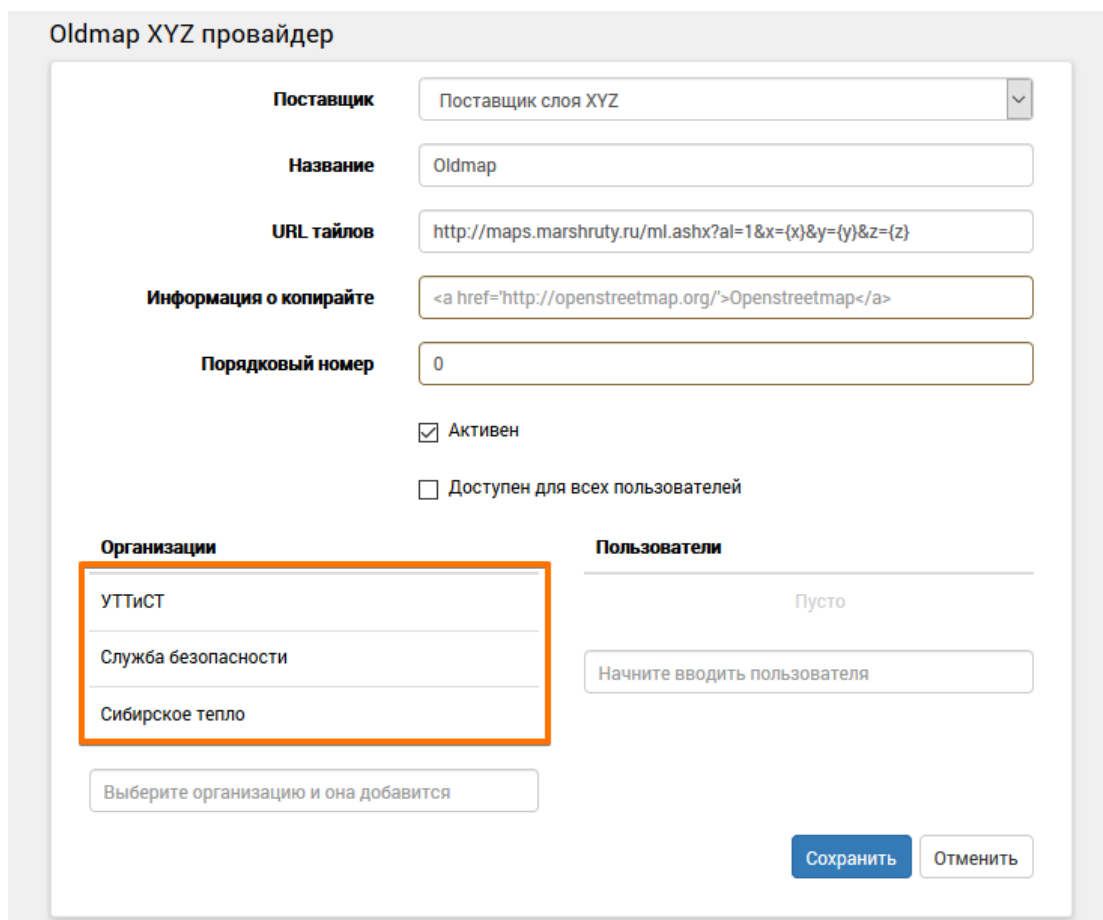 Oldmap XYZ провайдер
Поставщик Поставщик слоя XYZ
Название Oldmap
URL тайлов http://maps.marshruty.ru/ml.ashx?al=1&x={x}&y={y}&z={z}
Информация о копирайте <a href='http://openstreetmap.org/'>Openstreetmap</a>
Порядковый номер 0
Активен
Доступен для всех пользователей
Организации Пользователи
УТТиСТ Пусто
Служба безопасности
Начните вводить пользователя
Сибирское тепло
Выберите организацию и она добавится
Сохранить Отменить